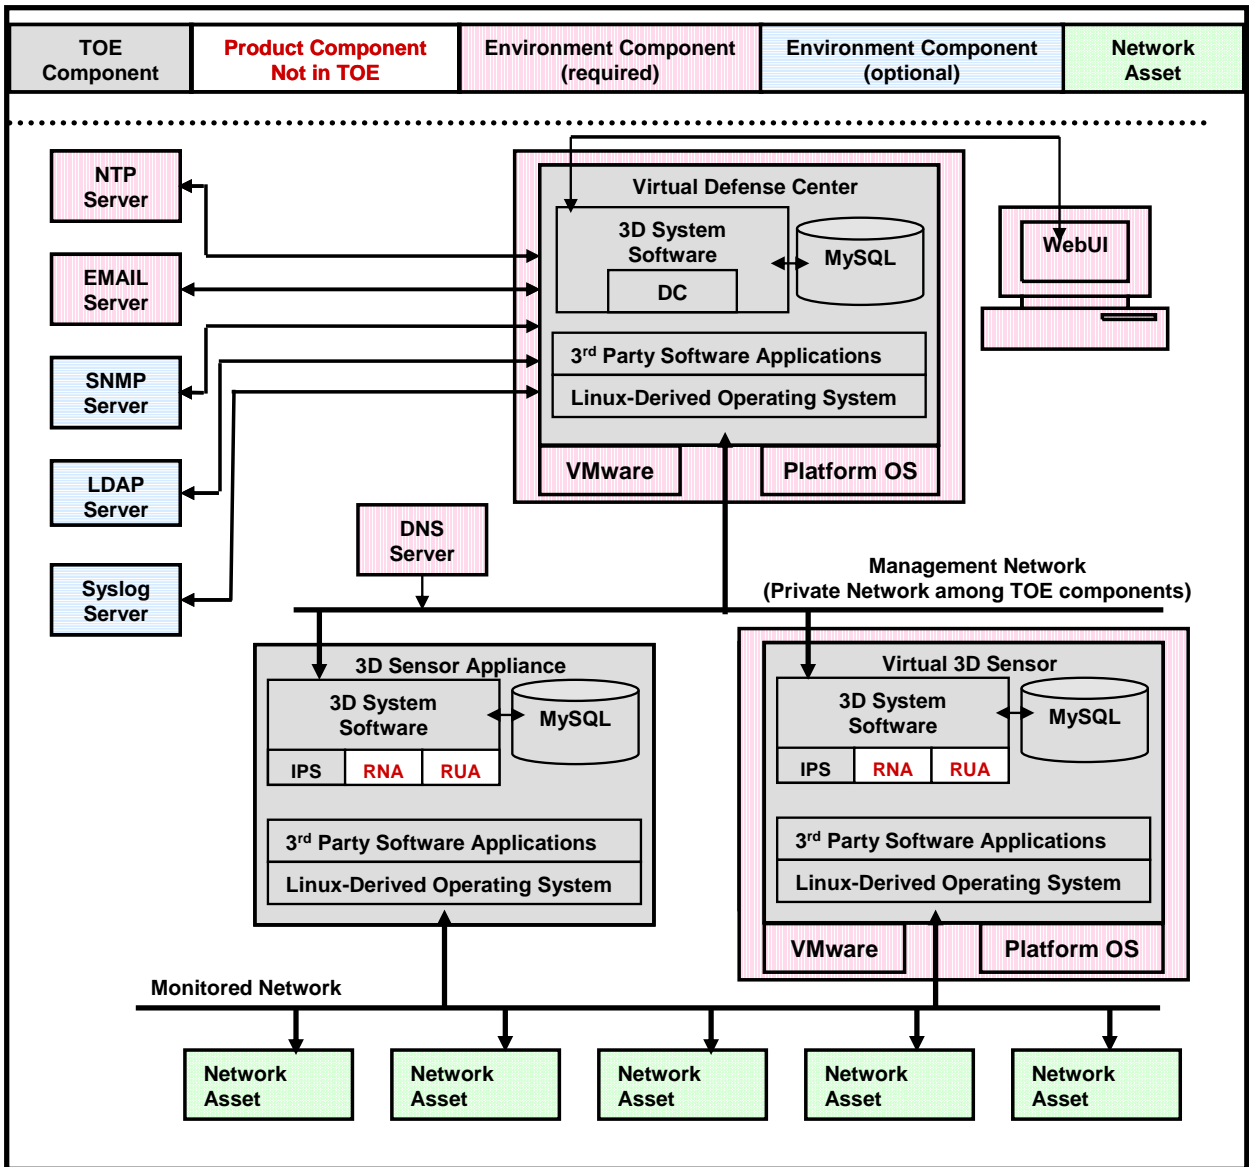 TOE
Component
Product Component
Not in TOE
Environment Component
(required)
Environment Component
(optional)
Network
Asset
NTP
Server
EMAIL
Server
SNMP
Server
LDAP
Server
Syslog
Server
Virtual Defense Center
3D System
Software
DC
MySQL
3rd Party Software Applications
Linux-Derived Operating System
VMware
Platform OS
WebUI
DNS
Server
Management Network
(Private Network among TOE components)
3D Sensor Appliance
3D System
Software
MySQL
IPS
RNA
RUA
3rd Party Software Applications
Linux-Derived Operating System
Virtual 3D Sensor
3D System
Software
MySQL
IPS
RNA
RUA
3rd Party Software Applications
Linux-Derived Operating System
VMware
Platform OS
Monitored Network
Network
Asset
Network
Asset
Network
Asset
Network
Asset
Network
Asset